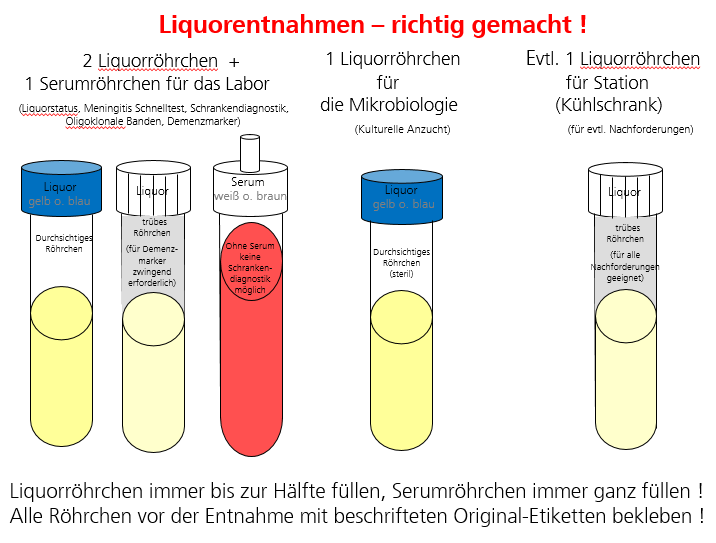 Liquorentnahmen – richtig gemacht !
2 Liquorröhrchen +
1 Serumröhrchen für das Labor
(Liquorstatus, Meningitis Schnelltest, Schrankendiagnostik,
Oligoklonale Banden, Demenzmarker)
1 Liquorröhrchen
für
die Mikrobiologie
(Kulturelle Anzucht)
Evtl. 1 Liquorröhrchen
für Station
(Kühlschrank)
(für evtl. Nachforderungen)
Liquor
gelb o. blau
Durchsichtiges
Röhrchen
Liquor
trübes
Röhrchen
(für Demenz-
marker
zwingend
erforderlich)
Serum
weiß o. braun
Ohne Serum
keine
Schranken-
diagnostik
möglich
Liquor
gelb o. blau
Durchsichtiges
Röhrchen
(steril)
Liquor
trübes
Röhrchen
(für alle
Nachforderungen
geeignet)
Liquorröhrchen immer bis zur Hälfte füllen, Serumröhrchen immer ganz füllen !
Alle Röhrchen vor der Entnahme mit beschrifteten Original-Etiketten bekleben !